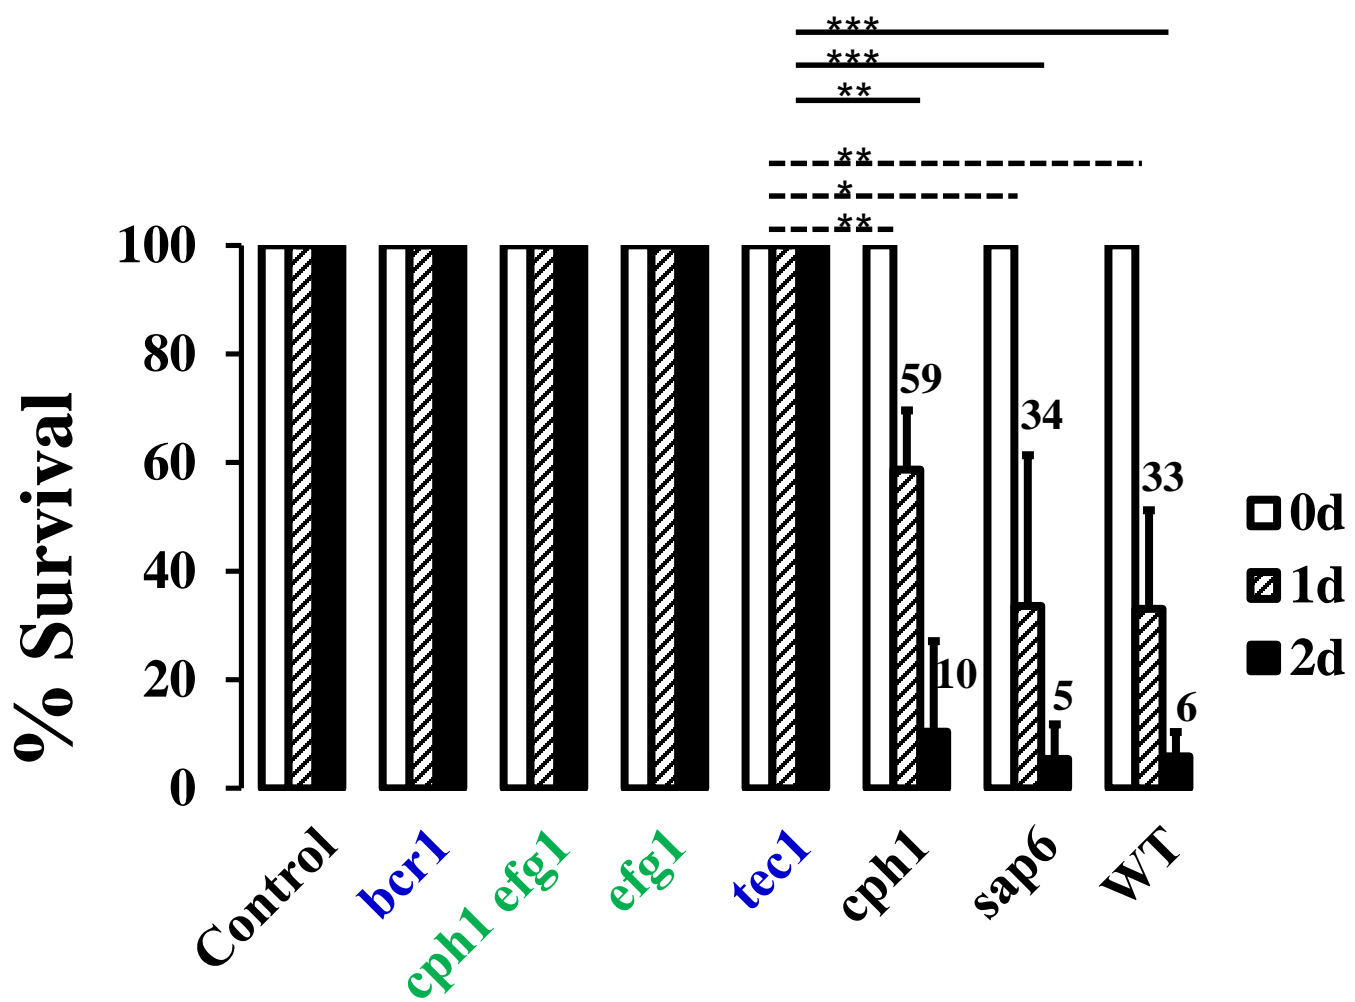 ***
***
**
**
*
**
100
80
60
40
20
0
% Survival
59
10
34
5
33
6
0d
1d
2d
Control
bcr1
cph1 efg1
efg1
tec1
cph1
sap6
WT